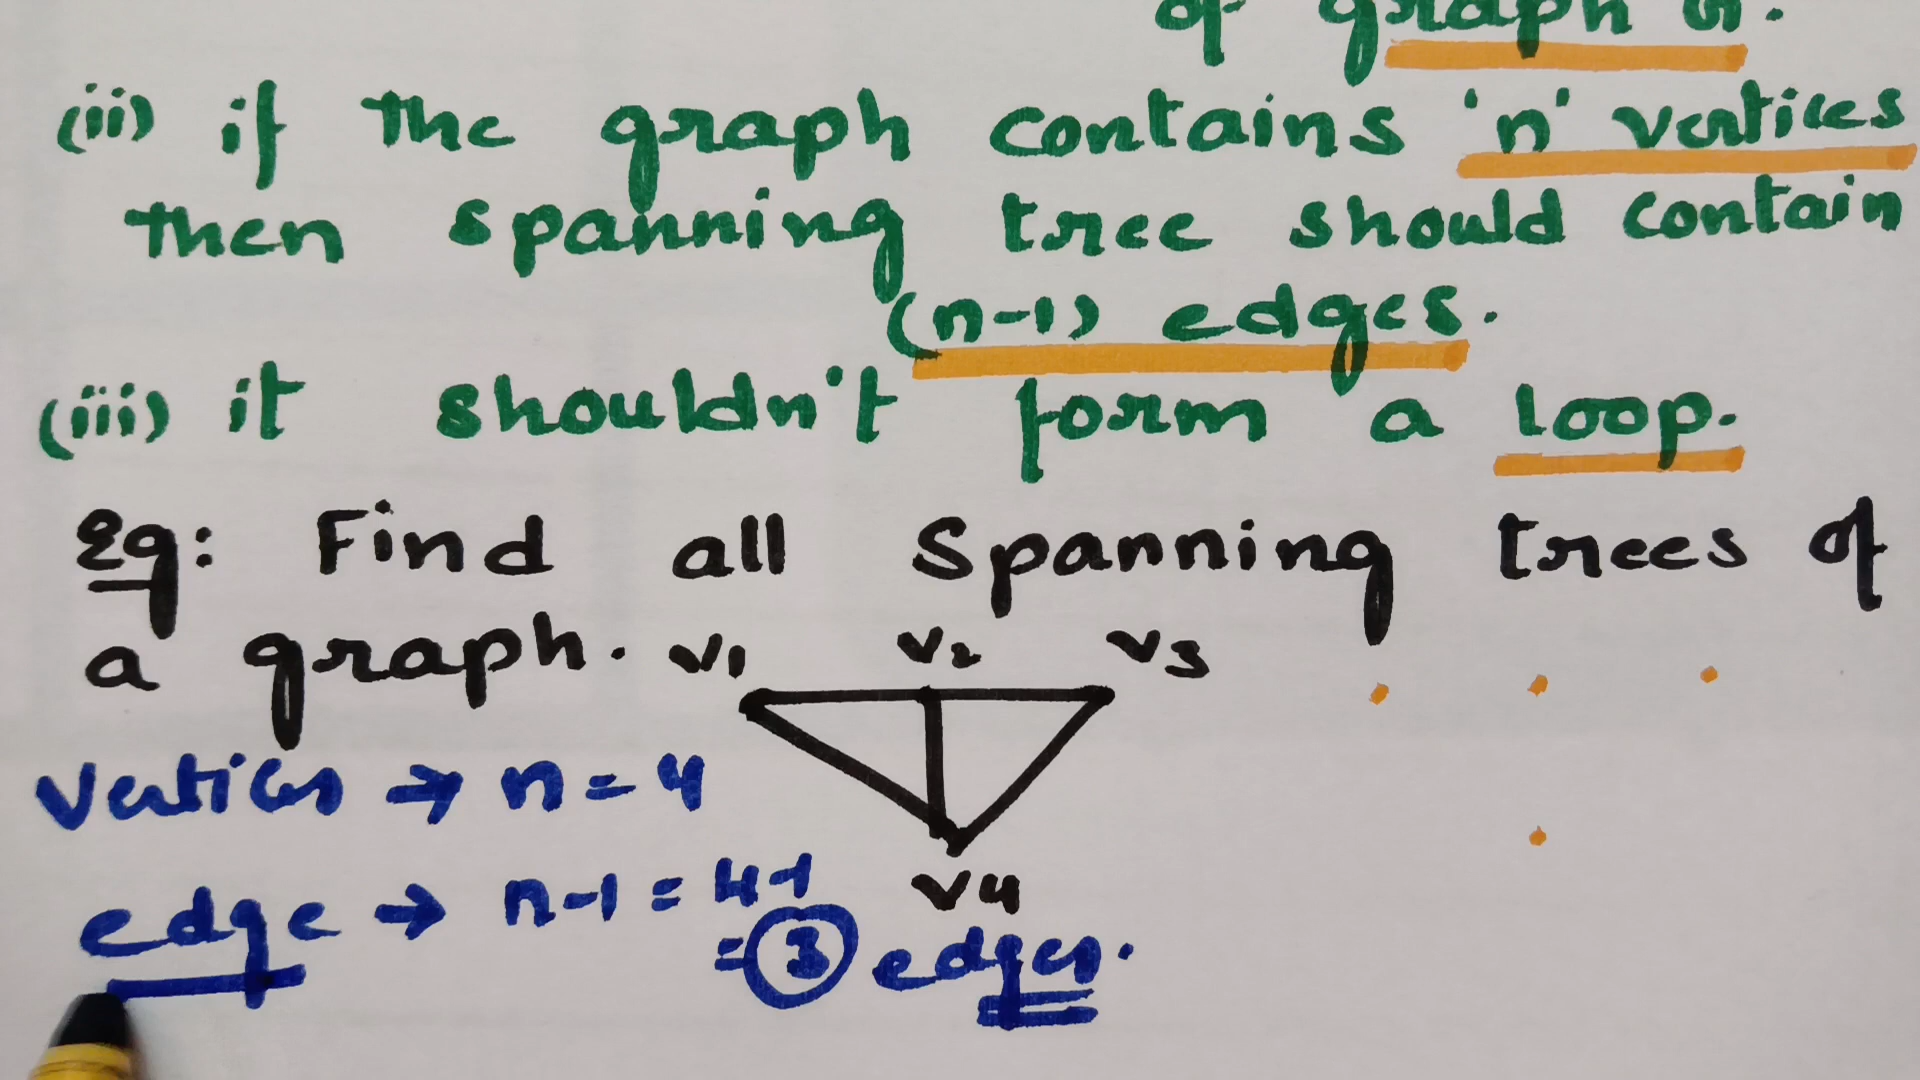 of graph G.
(ii) if the graph contains 'n' vertices
then spanning tree should contain
(n-1) edges.
(iii) it shouldn't form a loop.
Eg: Find all Spanning trees of
a graph. V1 V2 V3
Vertices → n = 4
V4
edge → n-1 = 4-1
= 3 edges.